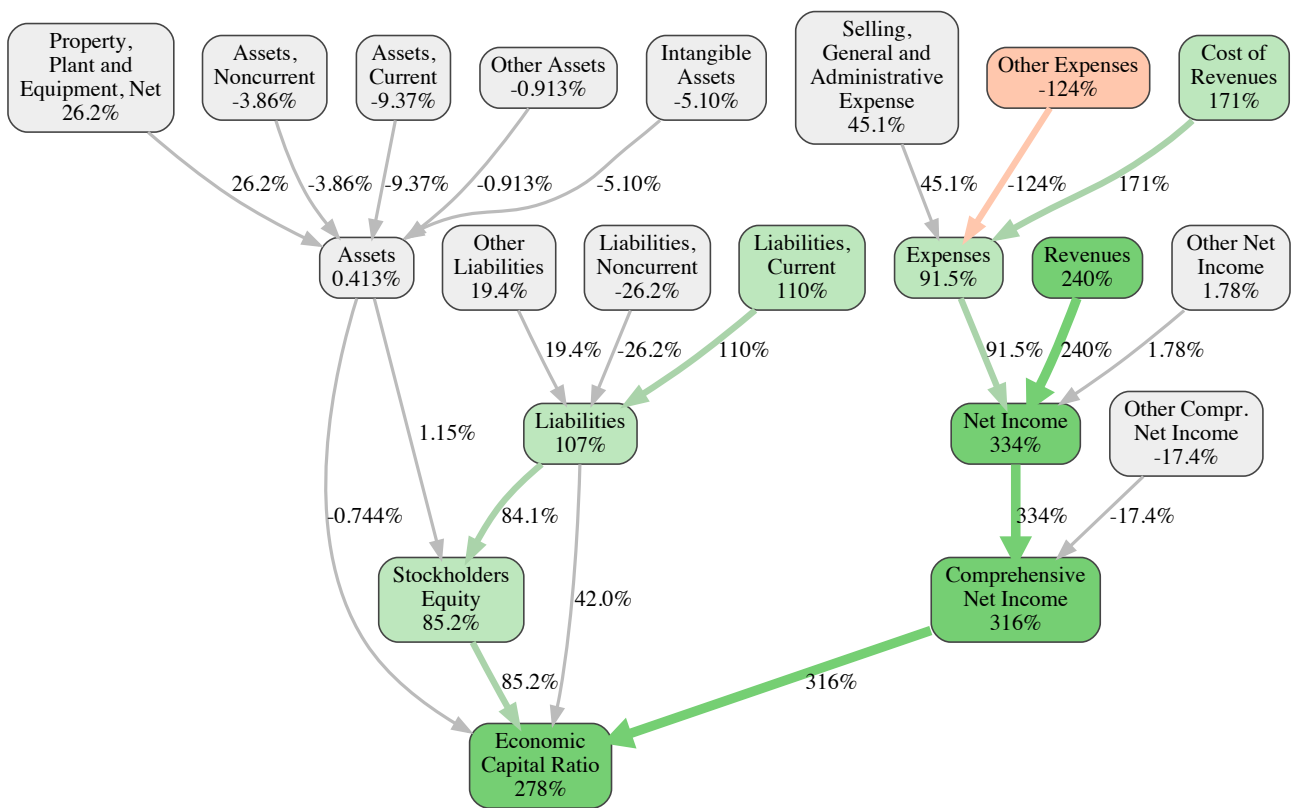 Property,
Plant and
Equipment, Net
26.2%
Assets,
Noncurrent
-3.86%
Assets,
Current
-9.37%
Other Assets
-0.913%
Intangible
Assets
-5.10%
Selling,
General and
Administrative
Expense
45.1%
Other Expenses
-124%
Cost of
Revenues
171%
26.2%
-3.86%
-9.37%
-0.913%
-5.10%
45.1%
-124%
171%
Assets
0.413%
Other
Liabilities
19.4%
Liabilities,
Noncurrent
-26.2%
Liabilities,
Current
110%
Expenses
91.5%
Revenues
240%
Other Net
Income
1.78%
19.4%
-26.2%
110%
91.5%
240%
1.78%
1.15%
Liabilities
107%
Net Income
334%
Other Compr.
Net Income
-17.4%
-0.744%
84.1%
334%
-17.4%
Stockholders
Equity
85.2%
42.0%
Comprehensive
Net Income
316%
85.2%
316%
Economic
Capital Ratio
278%